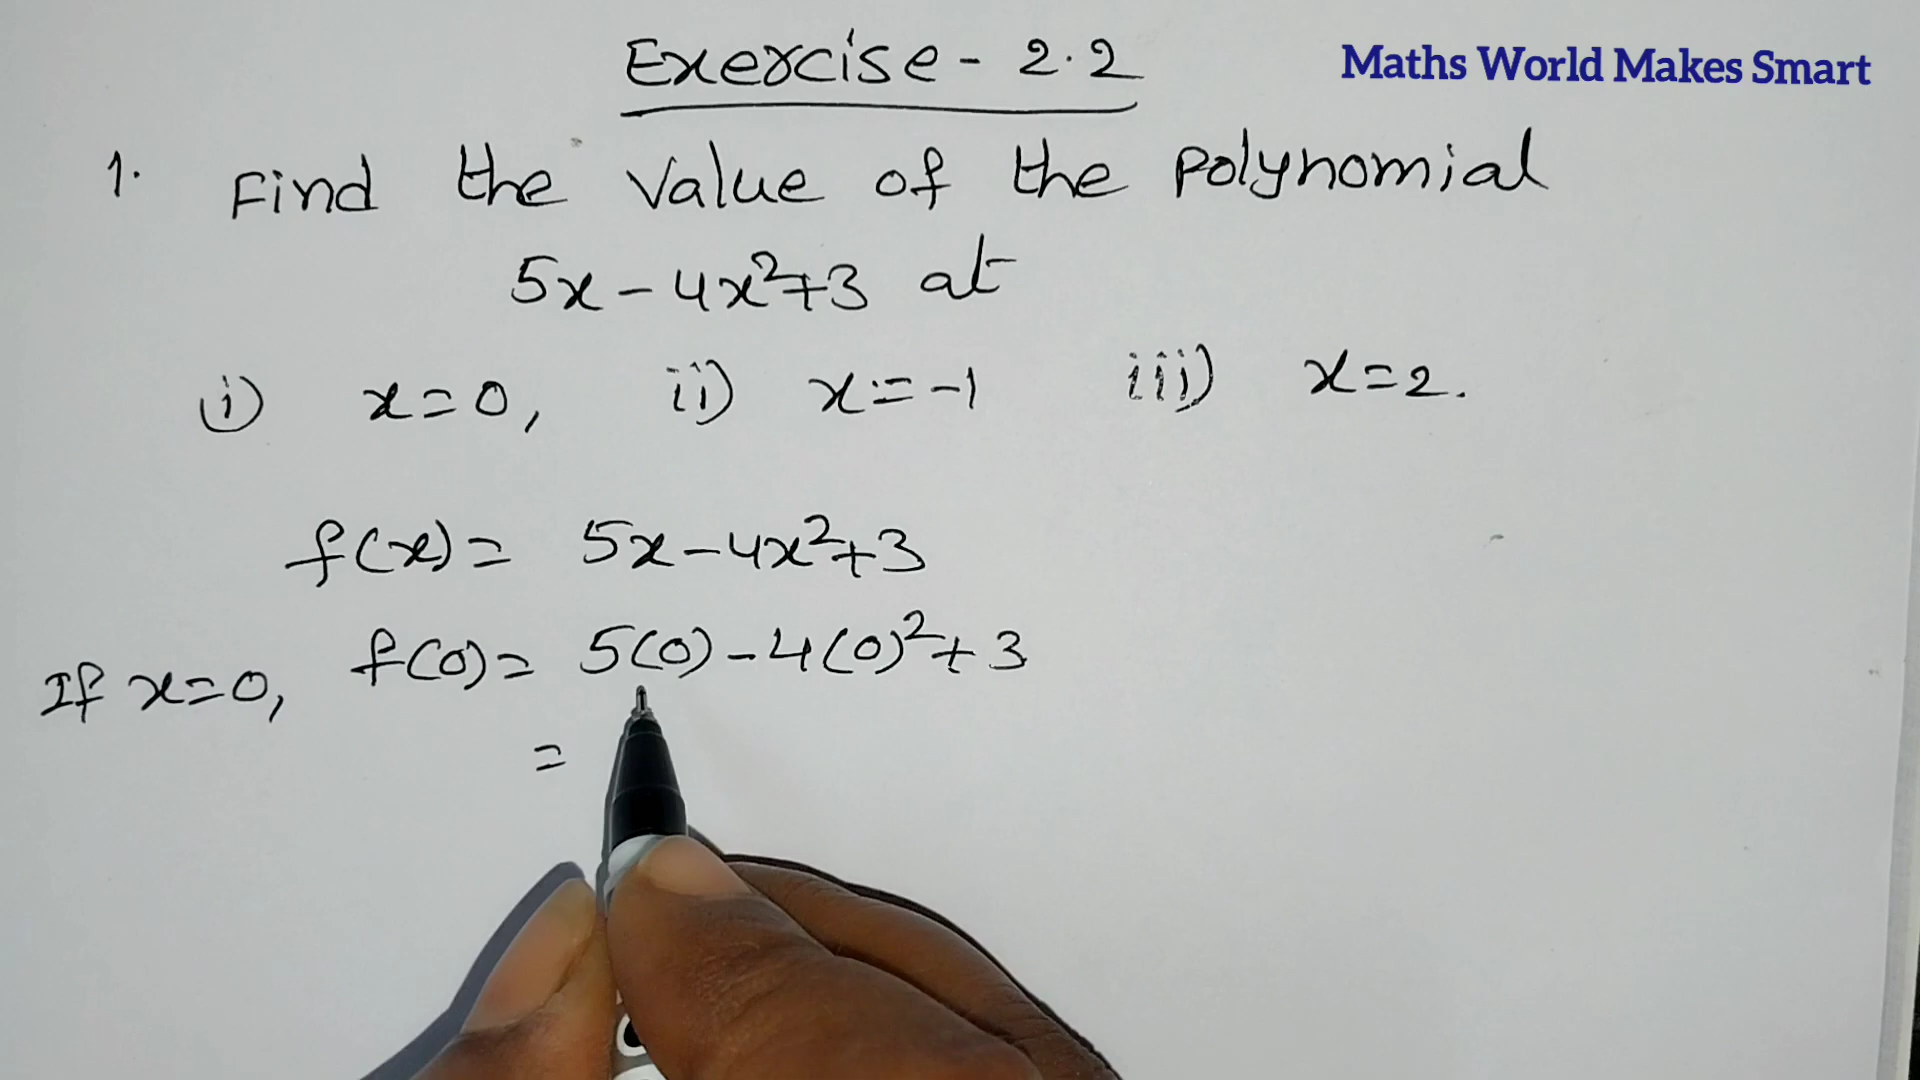 Exercise - 2.2
Maths World Makes Smart
1. Find the value of the polynomial
5x - 4x²+3 at
i) x=0, ii) x=-1 iii) x=2.
f(x) = 5x-4x²+3
If x=0, f(0) = 5(0)-4(0)²+3
=